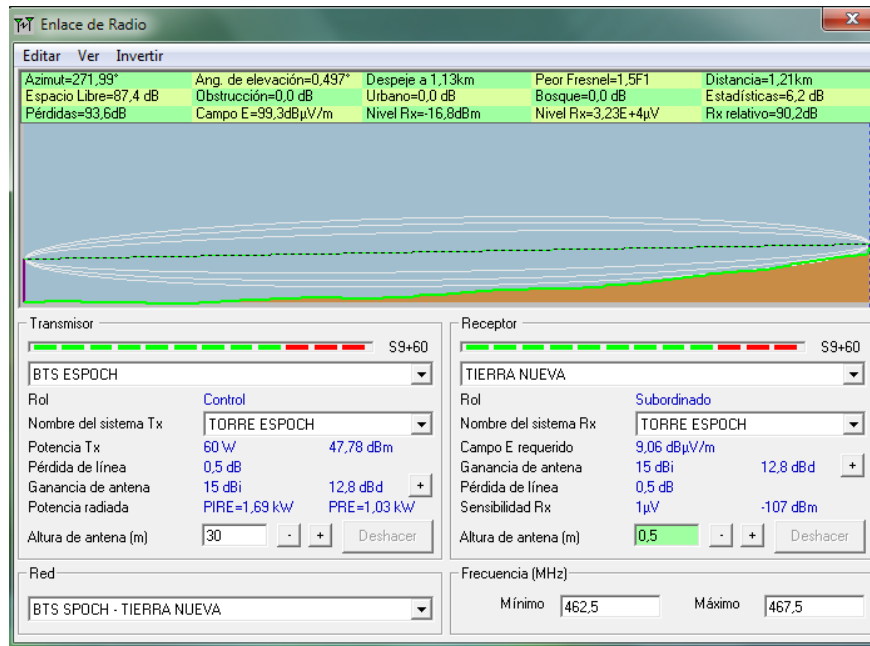 Enlace de Radio
Editar Ver Invertir
Azimut=271,99° Ang. de elevación=0,497° Despeje a 1,13km Peor Fresnel=1,5F1 Distancia=1,21km
Espacio Libre=87,4 dB Obstrucción=0,0 dB Urbano=0,0 dB Bosque=0,0 dB Estadísticas=6,2 dB
Pérdidas=93,6dB Campo E=99,3dBµV/m Nivel Rx=-16,8dBm Nivel Rx=3,23E+4µV Rx relativo=90,2dB
Transmisor
S9+60
BTS ESPOCH
Rol Control
Nombre del sistema Tx TORRE ESPOCH
Potencia Tx 60 W 47,78 dBm
Pérdida de línea 0,5 dB
Ganancia de antena 15 dBi 12,8 dBd +
Potencia radiada PIRE=1,69 kW PRE=1,03 kW
Altura de antena (m) 30 - + Deshacer
Receptor
S9+60
TIERRA NUEVA
Rol Subordinado
Nombre del sistema Rx TORRE ESPOCH
Campo E requerido 9,06 dBµV/m
Ganancia de antena 15 dBi 12,8 dBd +
Pérdida de línea 0,5 dB
Sensibilidad Rx 1µV -107 dBm
Altura de antena (m) 0,5 - + Deshacer
Red
BTS SPOCH - TIERRA NUEVA
Frecuencia (MHz)
Mínimo 462,5 Máximo 467,5